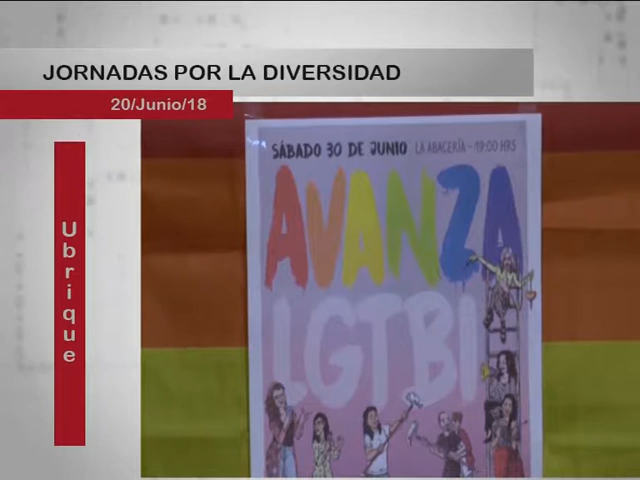 JORNADAS POR LA DIVERSIDAD
20/Junio/18
Ubrique
SÁBADO 30 DE JUNIO LA ABACERÍA - 19:00 HRS
AVANZA
LGTBI